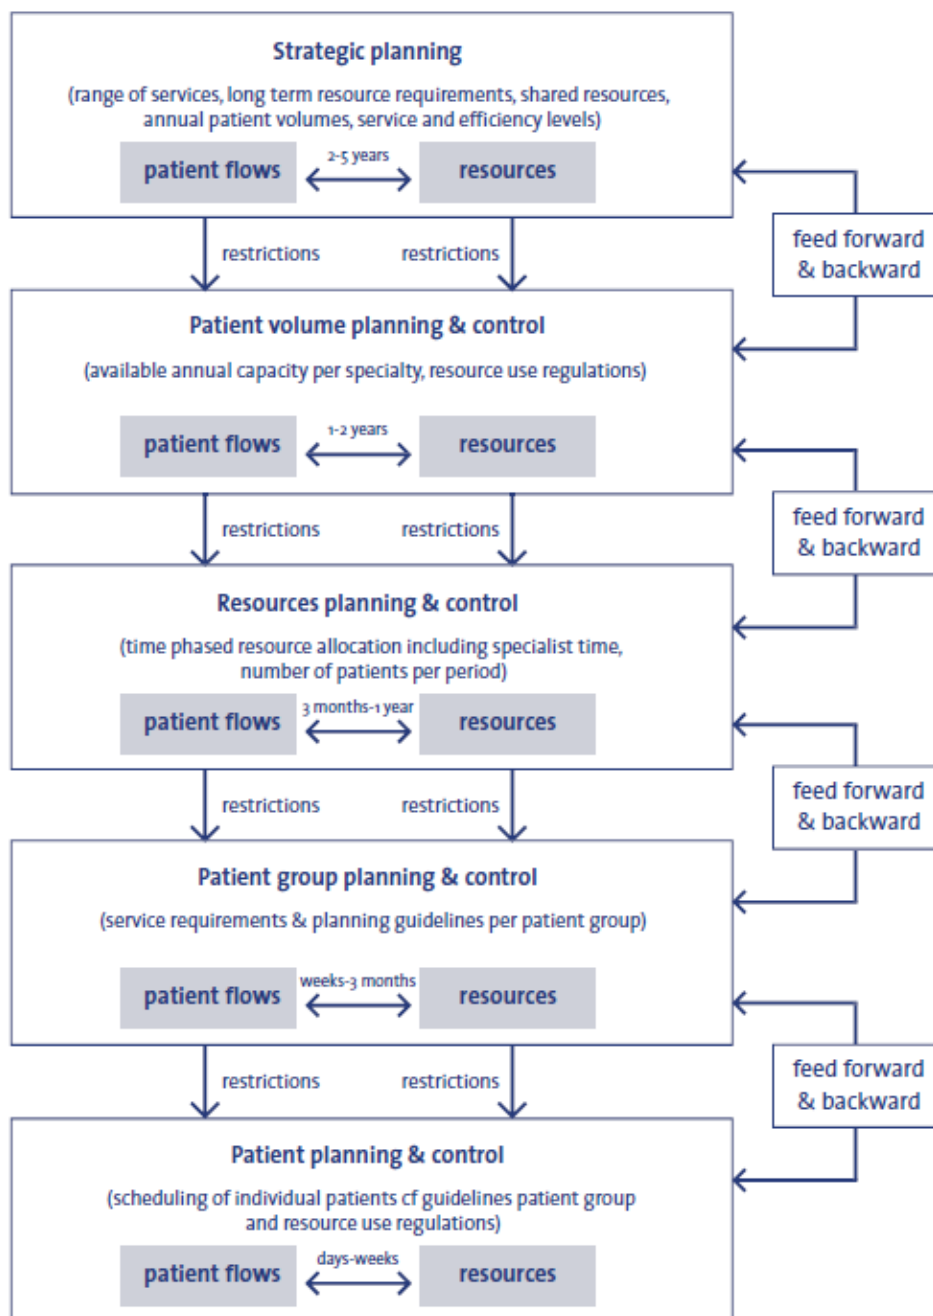 Strategic planning
(range of services, long term resource requirements, shared resources,
annual patient volumes, service and efficiency levels)
patient flows
2-5 years
resources
restrictions
restrictions
feed forward
& backward
Patient volume planning & control
(available annual capacity per specialty, resource use regulations)
patient flows
1-2 years
resources
restrictions
restrictions
feed forward
& backward
Resources planning & control
(time phased resource allocation including specialist time,
number of patients per period)
patient flows
3 months-1 year
resources
restrictions
restrictions
feed forward
& backward
Patient group planning & control
(service requirements & planning guidelines per patient group)
patient flows
weeks-3 months
resources
restrictions
restrictions
feed forward
& backward
Patient planning & control
(scheduling of individual patients cf guidelines patient group
and resource use regulations)
patient flows
days-weeks
resources